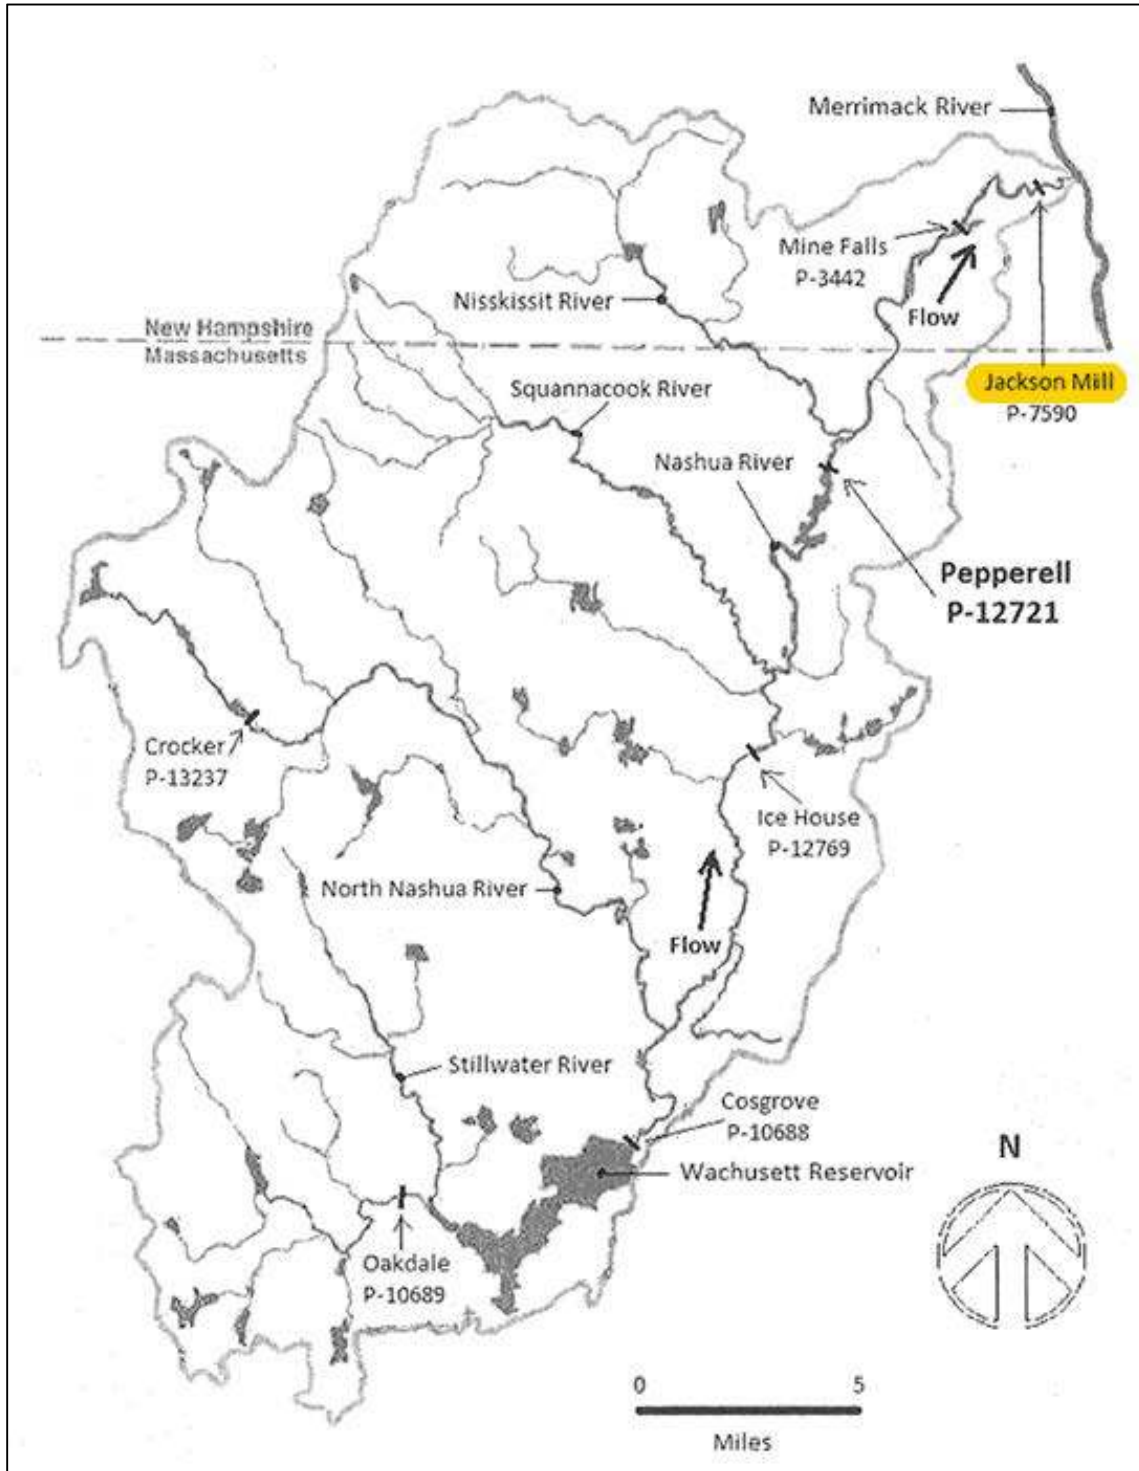 Merrimack River
Mine Falls
P-3442
Nisskissit River
Flow
New Hampshire
Massachusetts
Jackson Mill
P-7590
Squannacook River
Nashua River
Pepperell
P-12721
Crocker
P-13237
Ice House
P-12769
North Nashua River
Flow
Stillwater River
Cosgrove
P-10688
Wachusett Reservoir
N
Oakdale
P-10689
0 5
Miles